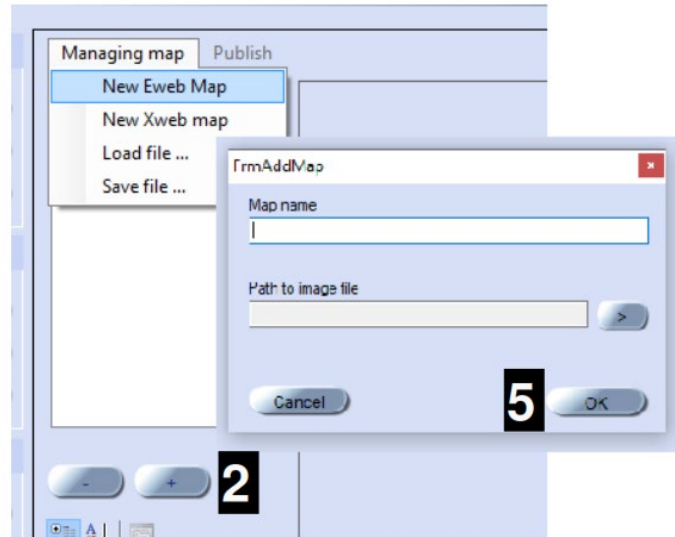 Managing map Publish
New Eweb Map
New Xweb map
Load file ...
Save file ...
FrmAddMap
Map name
Path to image file
>
Cancel
5
OK
-
+
2